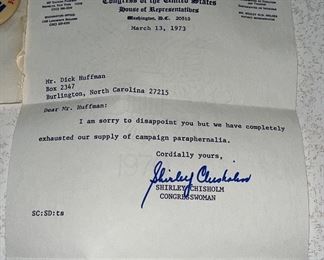 Congress of the United States
House of Representatives
Washington, D.C. 20515
March 13, 1973
Mr. Dick Huffman
Box 2347
Burlington, North Carolina 27215
Dear Mr. Huffman:
I am sorry to disappoint you but we have completely
exhausted our supply of campaign paraphernalia.
Cordially yours,
Shirley Chisholm
SHIRLEY CHISHOLM
CONGRESSWOMAN
SC:SD:ts